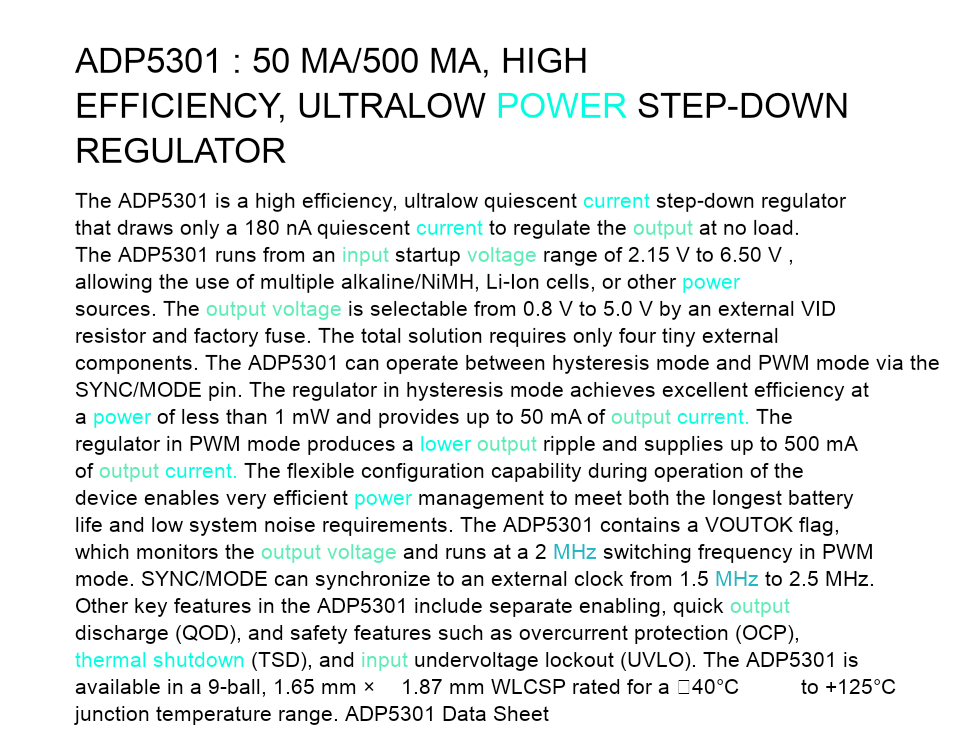 ADP5301 : 50 MA/500 MA, HIGH
EFFICIENCY, ULTRALOW POWER STEP-DOWN
REGULATOR
The ADP5301 is a high efficiency, ultralow quiescent current step-down regulator
that draws only a 180 nA quiescent current to regulate the output at no load.
The ADP5301 runs from an input startup voltage range of 2.15 V to 6.50 V ,
allowing the use of multiple alkaline/NiMH, Li-Ion cells, or other power
sources. The output voltage is selectable from 0.8 V to 5.0 V by an external VID
resistor and factory fuse. The total solution requires only four tiny external
components. The ADP5301 can operate between hysteresis mode and PWM mode via the
SYNC/MODE pin. The regulator in hysteresis mode achieves excellent efficiency at
a power of less than 1 mW and provides up to 50 mA of output current. The
regulator in PWM mode produces a lower output ripple and supplies up to 500 mA
of output current. The flexible configuration capability during operation of the
device enables very efficient power management to meet both the longest battery
life and low system noise requirements. The ADP5301 contains a VOUTOK flag,
which monitors the output voltage and runs at a 2 MHz switching frequency in PWM
mode. SYNC/MODE can synchronize to an external clock from 1.5 MHz to 2.5 MHz.
Other key features in the ADP5301 include separate enabling, quick output
discharge (QOD), and safety features such as overcurrent protection (OCP),
thermal shutdown (TSD), and input undervoltage lockout (UVLO). The ADP5301 is
available in a 9-ball, 1.65 mm × 1.87 mm WLCSP rated for a □40°C to +125°C
junction temperature range. ADP5301 Data Sheet